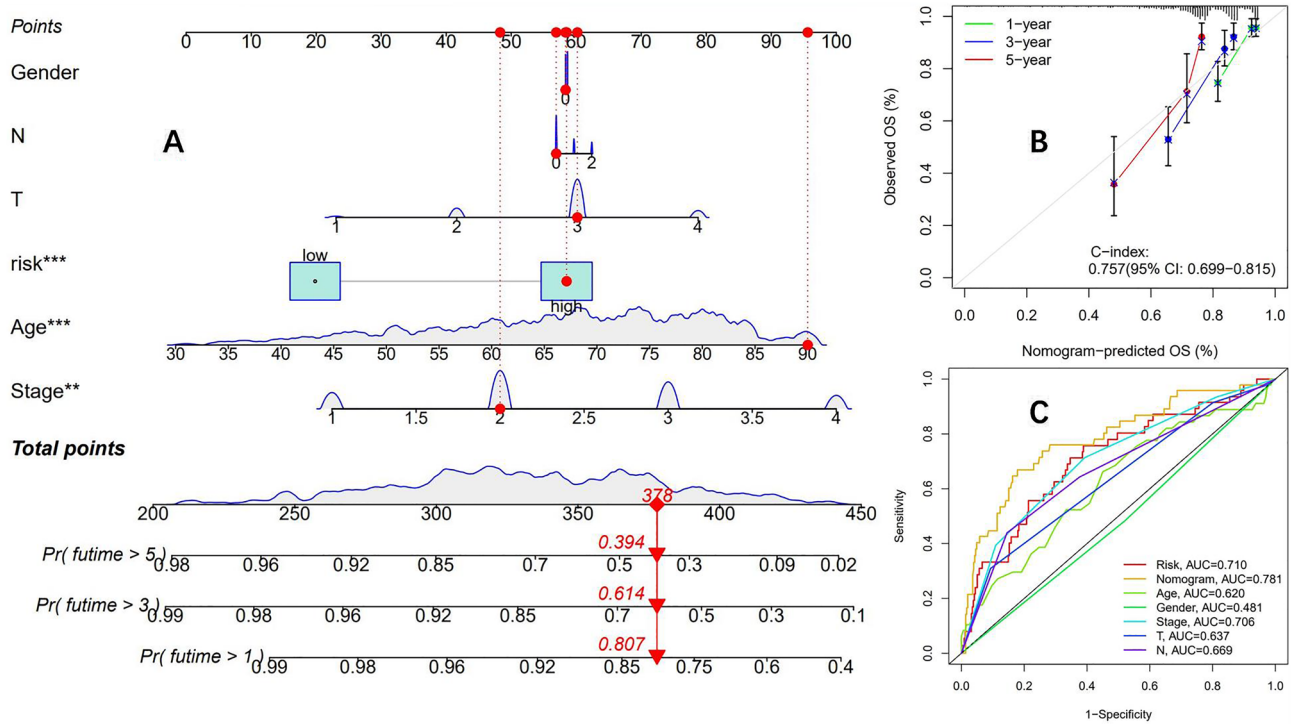 Points
0 10 20 30 40 50 60 70 80 90 100
Gender
0
A
N
0 2
T
1 2 3 4
low
risk***
high
Age***
30 35 40 45 50 55 60 65 70 75 80 85 90
Stage**
1 1.5 2 2.5 3 3.5 4
Total points
378
200 250 300 350 400 450
0.394
Pr( futime > 5 )
0.98 0.96 0.92 0.85 0.7 0.5 0.3 0.09 0.02
0.614
Pr( futime > 3 )
0.99 0.98 0.96 0.92 0.85 0.7 0.5 0.3 0.1
0.807
Pr( futime > 1 )
0.99 0.98 0.96 0.92 0.85 0.75 0.6 0.4
1-year
3-year
5-year
B
Observed OS (%)
1.0
0.8
0.6
0.4
0.2
0.0
C-index:
0.757(95% CI: 0.699-0.815)
0.0 0.2 0.4 0.6 0.8 1.0
Nomogram-predicted OS (%)
C
Sensitivity
1.0
0.8
0.6
0.4
0.2
0.0
Risk, AUC=0.710
Nomogram, AUC=0.781
Age, AUC=0.620
Gender, AUC=0.481
Stage, AUC=0.706
T, AUC=0.637
N, AUC=0.669
0.0 0.2 0.4 0.6 0.8 1.0
1-Specificity